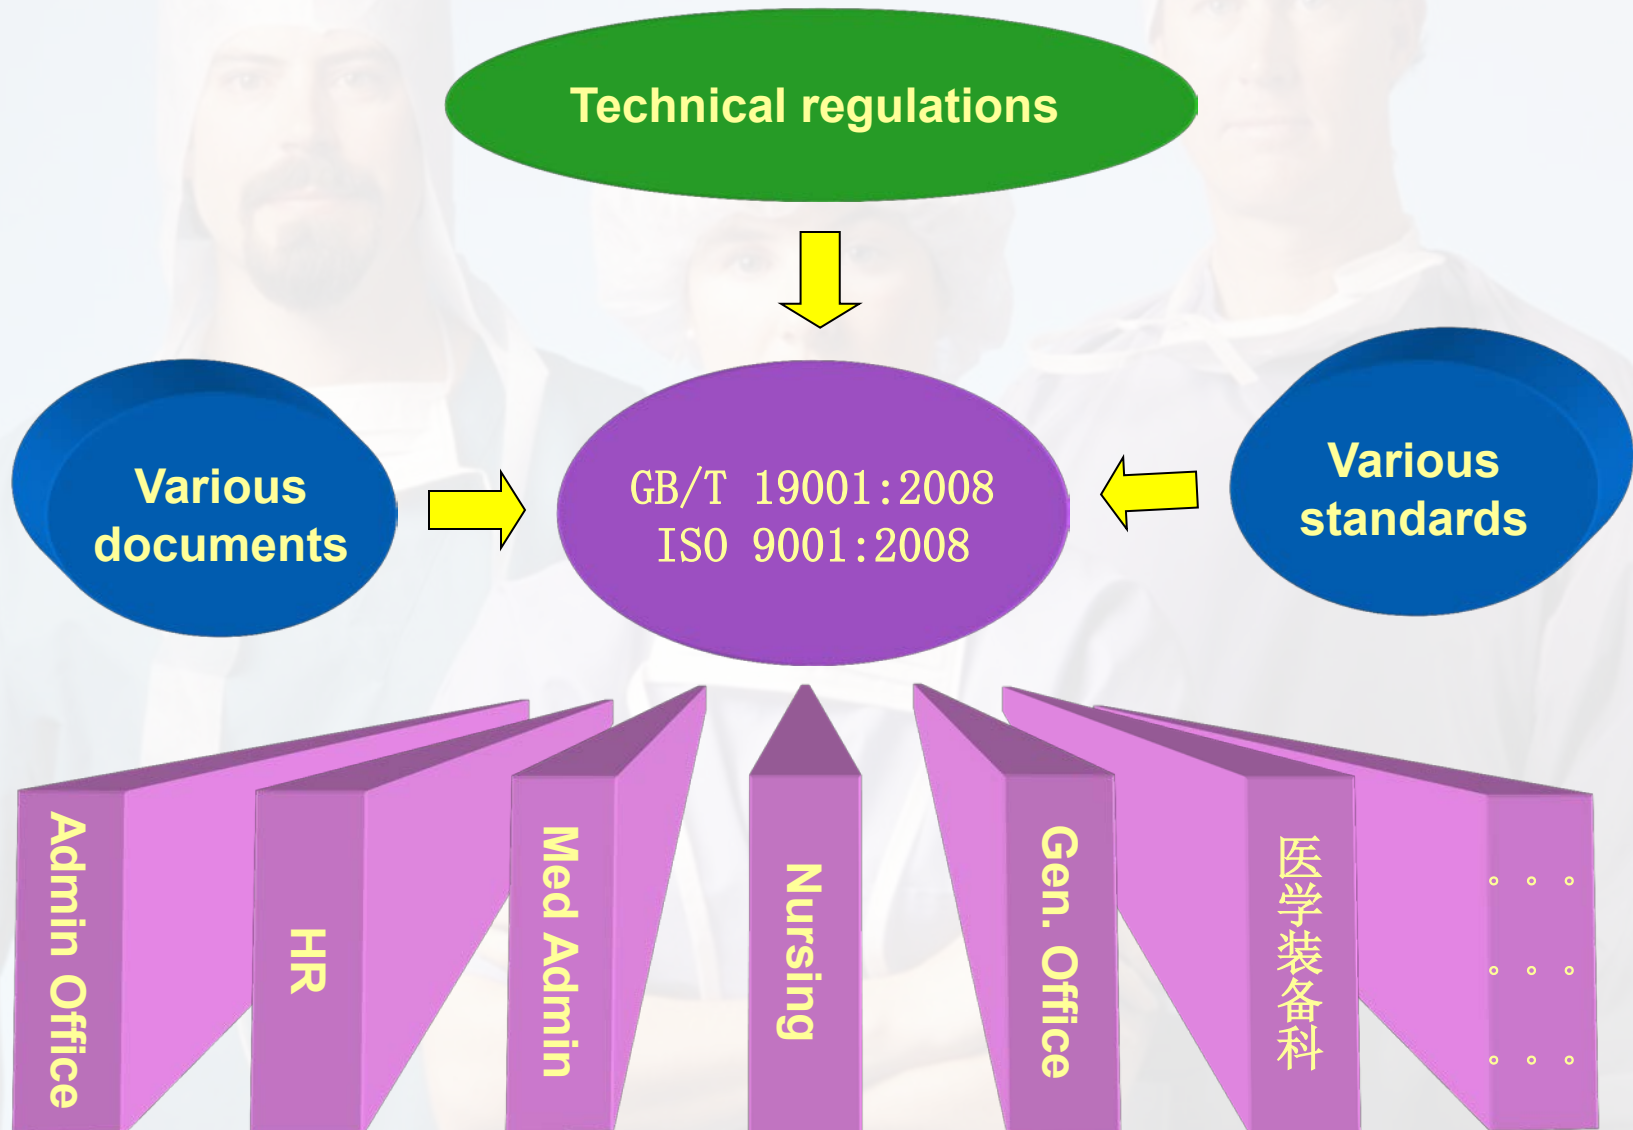 Technical regulations
Various
documents
GB/T 19001:2008
ISO 9001:2008
Various
standards
Admin Office
HR
Med Admin
Nursing
Gen. Office
医学装备科
。。。
。。。
。。。